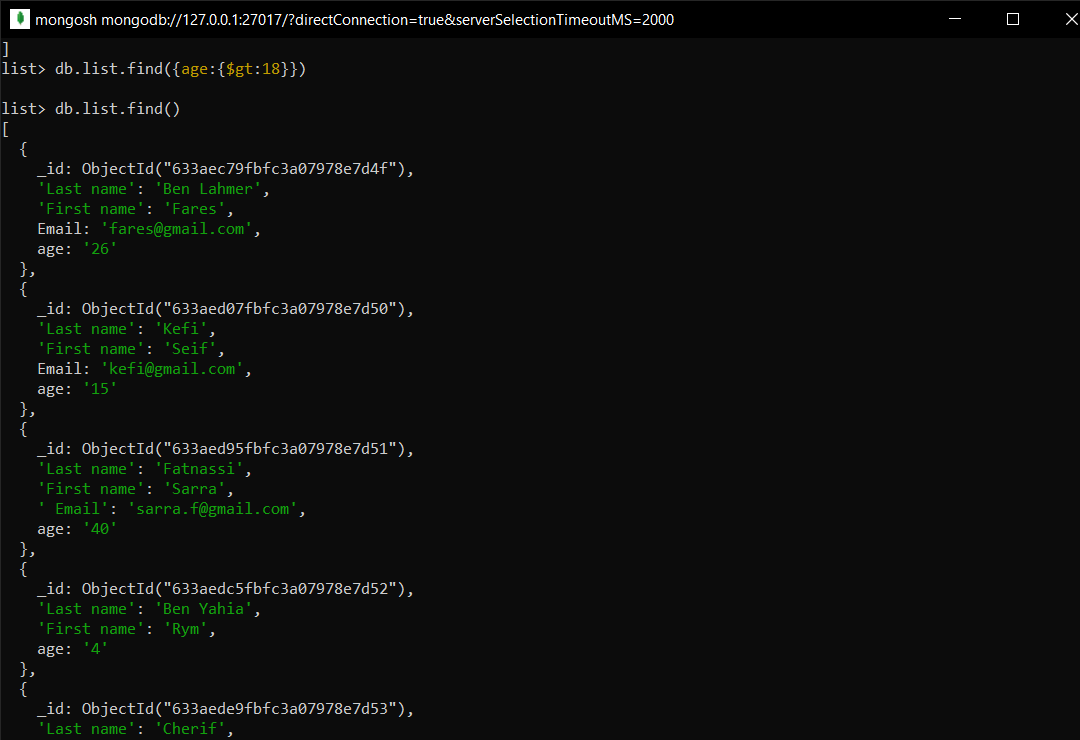 mongosh mongodb://127.0.0.1:27017/?directConnection=true&serverSelectionTimeoutMS=2000
]
list> db.list.find({age:{$gt:18}})
list> db.list.find()
[
  {
    _id: ObjectId("633aec79fbfc3a07978e7d4f"),
    'Last name': 'Ben Lahmer',
    'First name': 'Fares',
    Email: 'fares@gmail.com',
    age: '26'
  },
  {
    _id: ObjectId("633aed07fbfc3a07978e7d50"),
    'Last name': 'Kefi',
    'First name': 'Seif',
    Email: 'kefi@gmail.com',
    age: '15'
  },
  {
    _id: ObjectId("633aed95fbfc3a07978e7d51"),
    'Last name': 'Fatnassi',
    'First name': 'Sarra',
    ' Email': 'sarra.f@gmail.com',
    age: '40'
  },
  {
    _id: ObjectId("633aedc5fbfc3a07978e7d52"),
    'Last name': 'Ben Yahia',
    'First name': 'Rym',
    age: '4'
  },
  {
    _id: ObjectId("633aede9fbfc3a07978e7d53"),
    'Last name': 'Cherif',